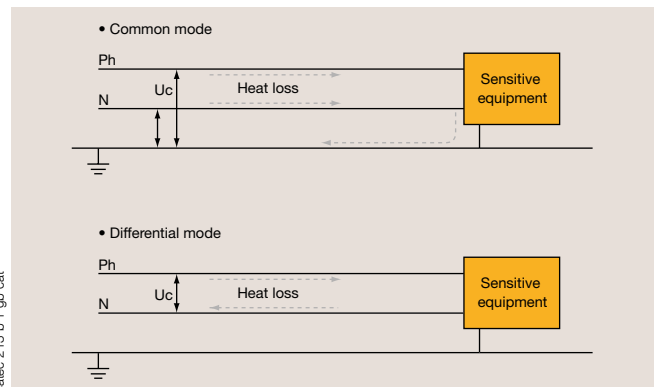 • Common mode
Ph
Uc
Heat loss
N
Sensitive
equipment
• Differential mode
Ph
Uc
Heat loss
N
Sensitive
equipment